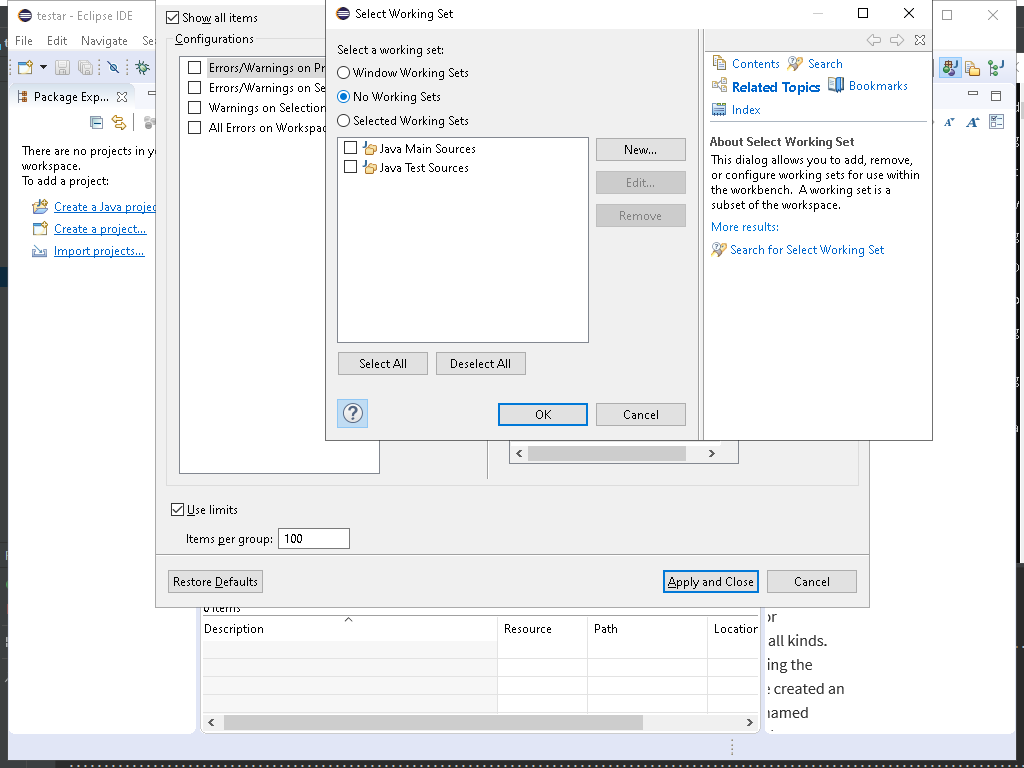 testar - Eclipse IDE
File Edit Navigate Se
Package Exp...
There are no projects in y
workspace.
To add a project:
Create a Java projec
Create a project...
Import projects...
Show all items
Configurations
Errors/Warnings on Pr
Errors/Warnings on Se
Warnings on Selection
All Errors on Workspac
Use limits
Items per group: 100
Restore Defaults
Apply and Close
Cancel
Select Working Set
Select a working set:
Window Working Sets
No Working Sets
Selected Working Sets
Java Main Sources
Java Test Sources
New...
Edit...
Remove
Select All
Deselect All
OK
Cancel
Contents
Search
Related Topics
Bookmarks
Index
About Select Working Set
This dialog allows you to add, remove,
or configure working sets for use within
the workbench. A working set is a
subset of the workspace.
More results:
Search for Select Working Set
0 items
Description Resource Path Location
or
all kinds.
ing the
created an
named